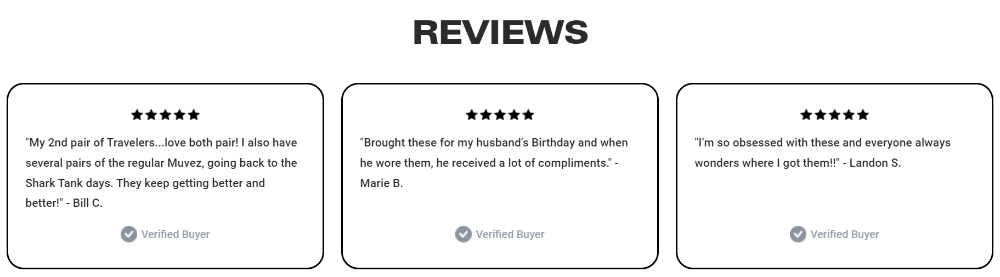 REVIEWS
"My 2nd pair of Travelers...love both pair! I also have
several pairs of the regular Muvez, going back to the
Shark Tank days. They keep getting better and
better!" - Bill C.
Verified Buyer
"Brought these for my husband's Birthday and when
he wore them, he received a lot of compliments." -
Marie B.
Verified Buyer
"I’m so obsessed with these and everyone always
wonders where I got them!!" - Landon S.
Verified Buyer